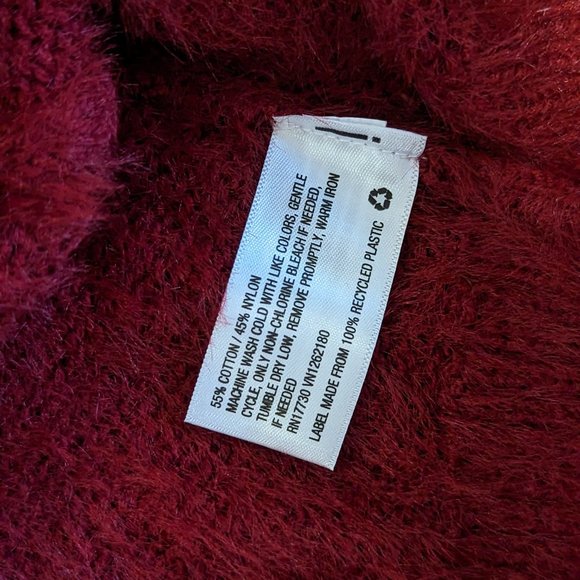 55% COTTON / 45% NYLON
MACHINE WASH COLD WITH LIKE COLORS, GENTLE
CYCLE, ONLY NON-CHLORINE BLEACH IF NEEDED,
TUMBLE DRY LOW, REMOVE PROMPTLY, WARM IRON
IF NEEDED
RN17730 VN1262180
LABEL MADE FROM 100% RECYCLED PLASTIC